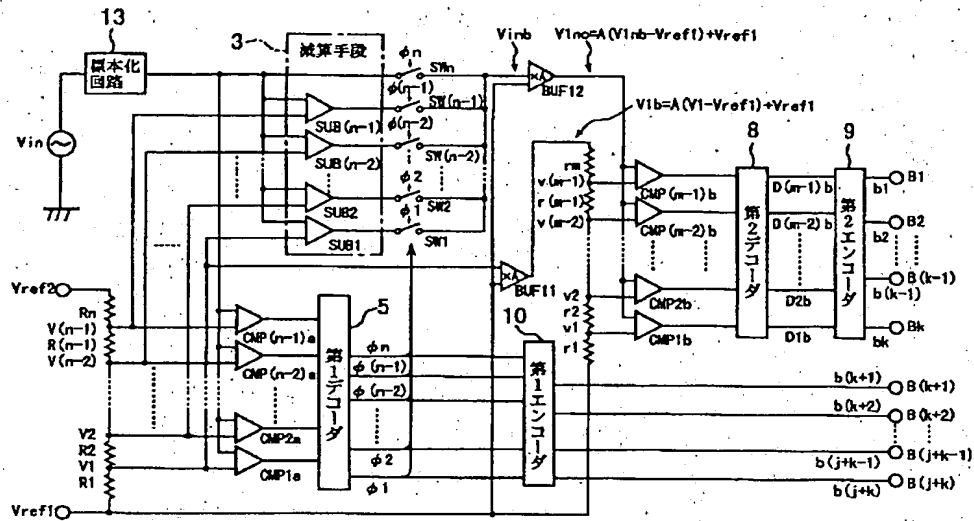 13
標本化
回路
Vin
3
減算手段
SUB(n-1)
SUB(n-2)
SUB2
SUB1
φn
SWn
φ(n-1)
SW(n-1)
φ(n-2)
SW(n-2)
φ2
SW2
φ1
SW1
Vinb
Vino=A(Vinb-Vref1)+Vref1
×A
BUF12
V1b=A(V1-Vref1)+Vref1
×A
BUF11
rm
v(m-1)
r(m-1)
v(m-2)
v2
r2
v1
r1
CMP(m-1)b
CMP(m-2)b
CMP2b
CMP1b
8
第2デコーダ
D(m-1)b
D(m-2)b
D2b
D1b
9
第2エンコーダ
b1
B1
b2
B2
b(k-1)
B(k-1)
bk
Bk
Vref2
Rn
V(n-1)
R(n-1)
V(n-2)
V2
R2
V1
R1
Vref1
CMP(n-1)a
CMP(n-2)a
CMP2a
CMP1a
5
第1デコーダ
φn
φ(n-1)
φ(n-2)
φ2
φ1
10
第1エンコーダ
b(k+1)
B(k+1)
b(k+2)
B(k+2)
b(j+k-1)
B(j+k-1)
b(j+k)
B(j+k)